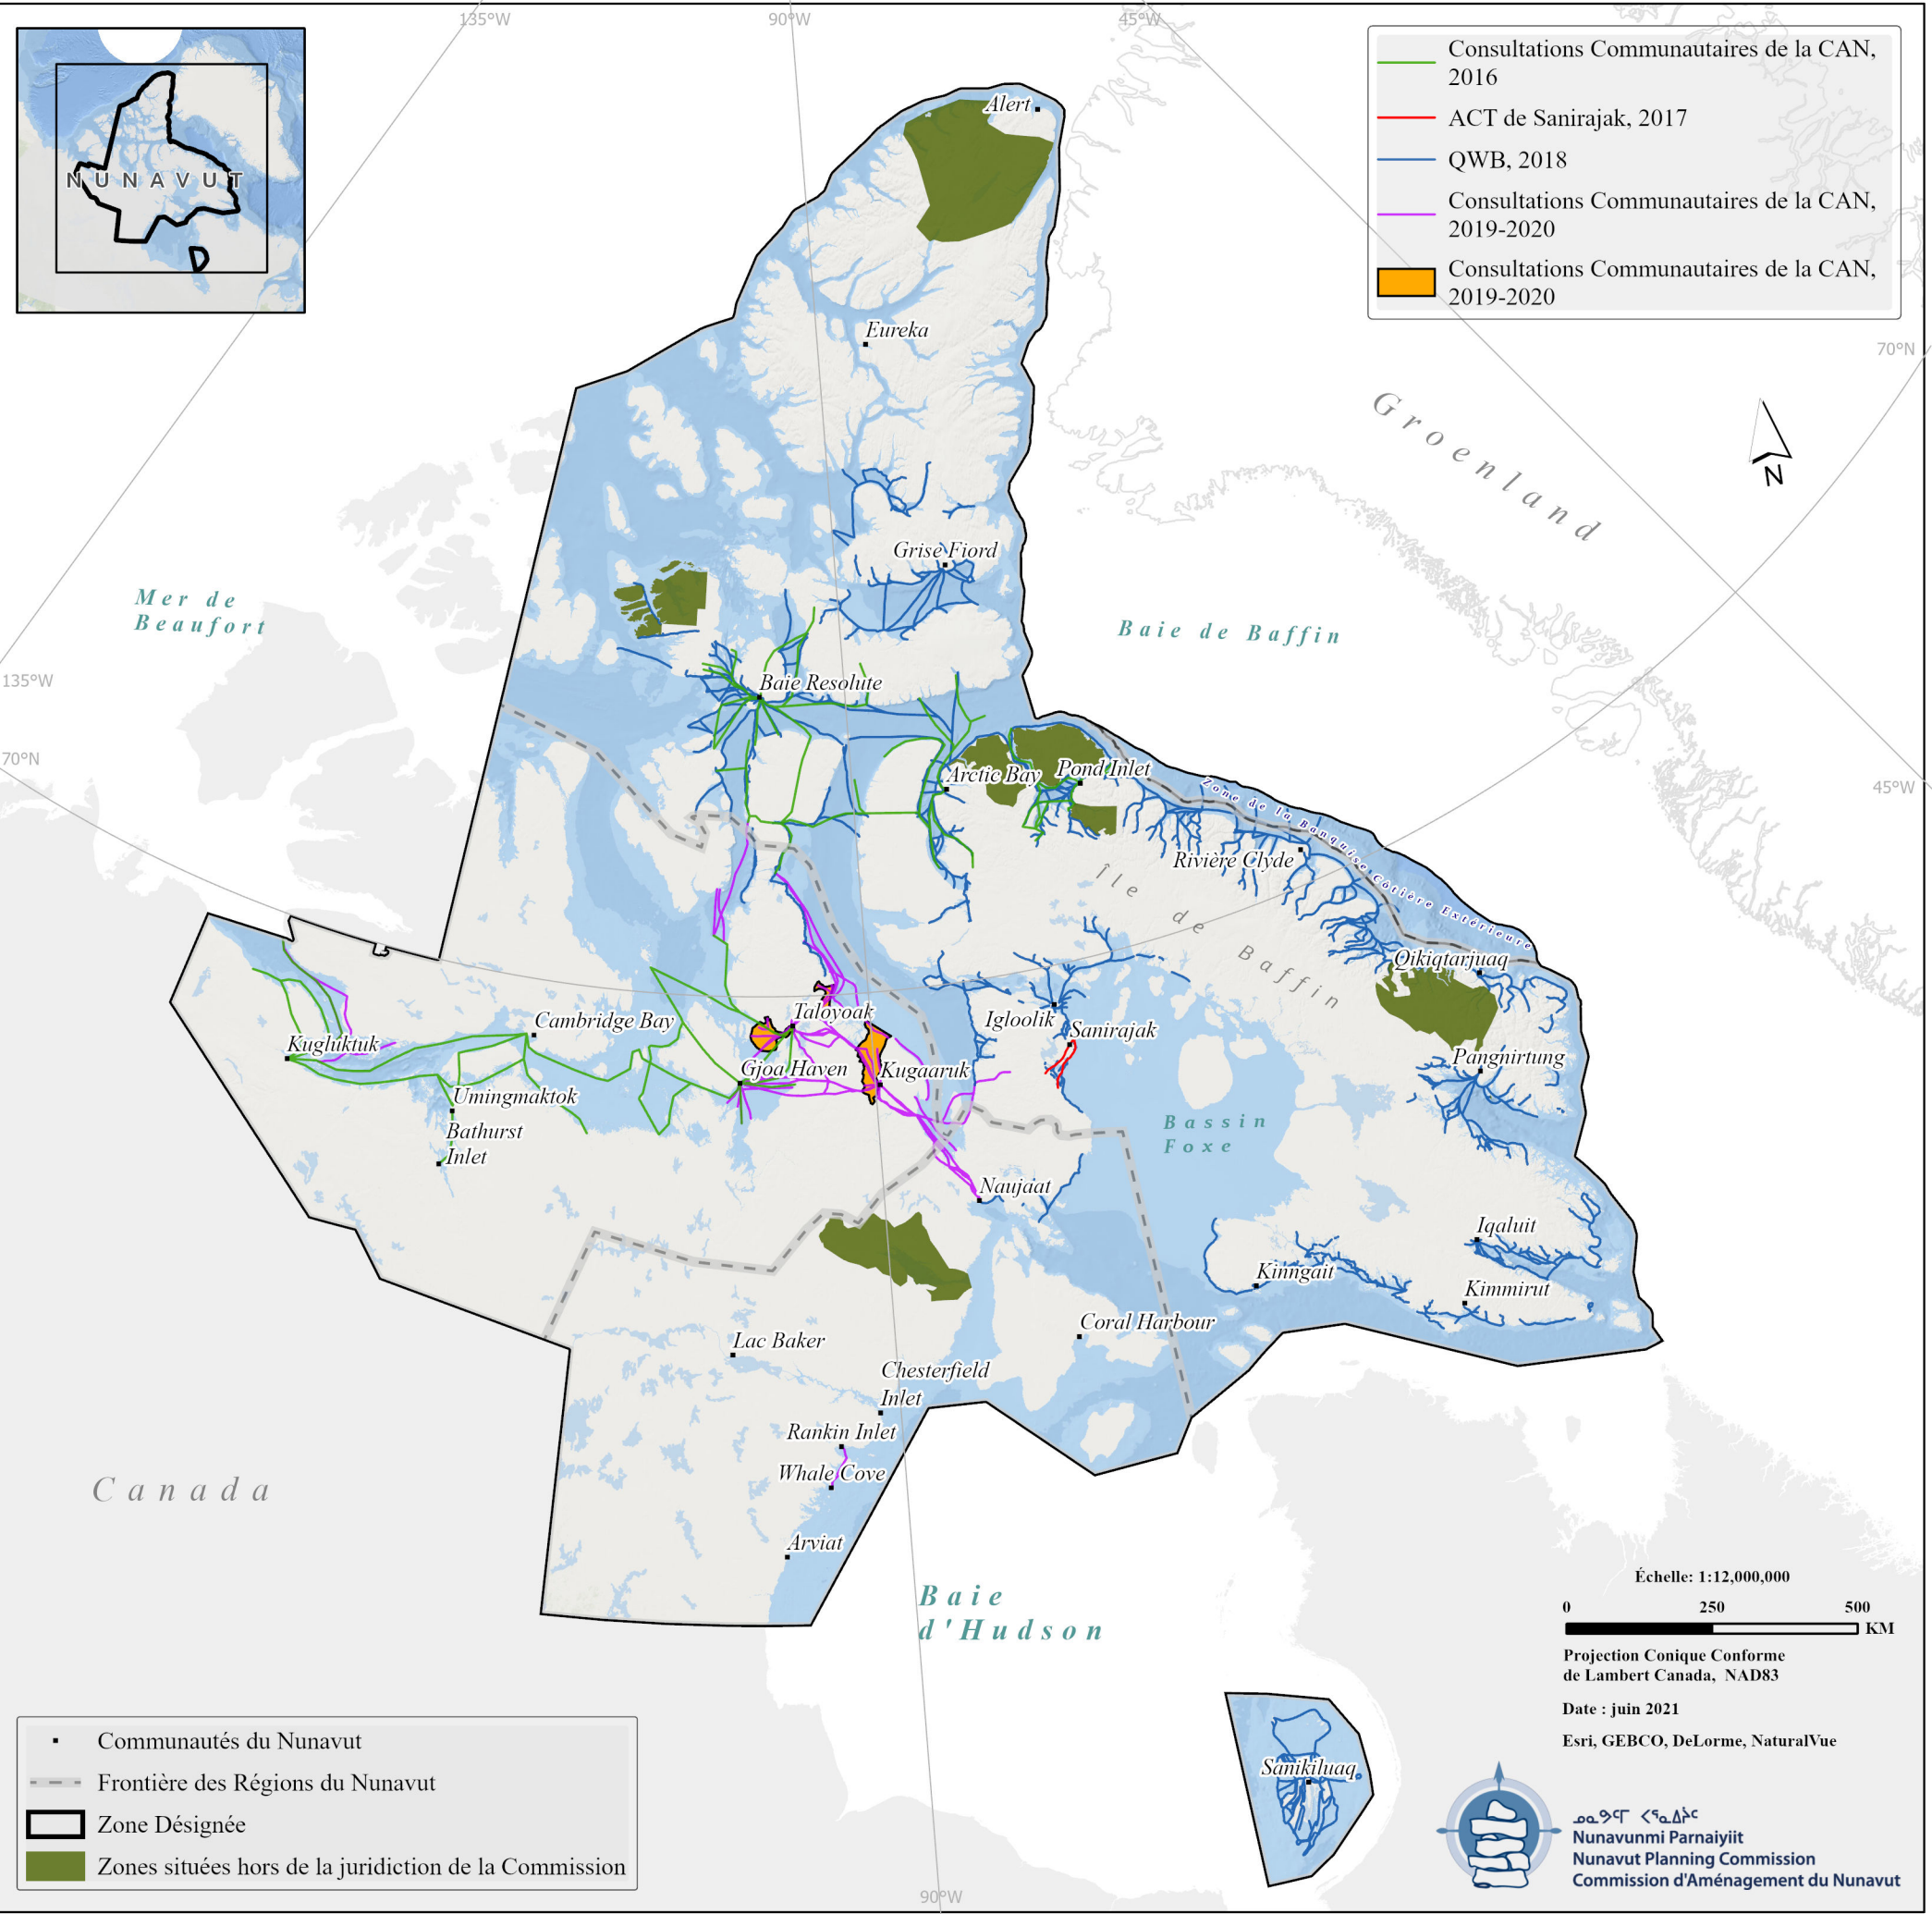 135°W
90°W
45°W
NUNAVUT
Consultations Communautaires de la CAN,
2016
ACT de Sanirajak, 2017
QWB, 2018
Consultations Communautaires de la CAN,
2019-2020
Consultations Communautaires de la CAN,
2019-2020
Alert
Eureka
70°N
Groenland
N
Grise Fiord
Mer de
Beaufort
Baie de Baffin
135°W
Baie Resolute
70°N
Arctic Bay
Pond Inlet
45°W
Zone de la Banquise Côtière Extérieure
Rivière Clyde
Île de Baffin
Qikiqtarjuaq
Taloyoak
Cambridge Bay
Igloolik
Sanirajak
Kugluktuk
Pangnirtung
Gjoa Haven
Kugaaruk
Umingmaktok
Bathurst
Inlet
Bassin
Foxe
Naujaat
Iqaluit
Kinngait
Kimmirut
Coral Harbour
Lac Baker
Chesterfield
Inlet
Rankin Inlet
Whale Cove
Canada
Arviat
Baie
d'Hudson
Échelle: 1:12,000,000
0 250 500
KM
Projection Conique Conforme
de Lambert Canada, NAD83
Date : juin 2021
Esri, GEBCO, DeLorme, NaturalVue
Sanikiluaq
Communautés du Nunavut
Frontière des Régions du Nunavut
Zone Désignée
Zones situées hors de la juridiction de la Commission
ᓄᓇᕗᒻᒥ ᐸᕐᓇᐃᔨᑦ
Nunavunmi Parnaiyiit
Nunavut Planning Commission
Commission d'Aménagement du Nunavut
90°W